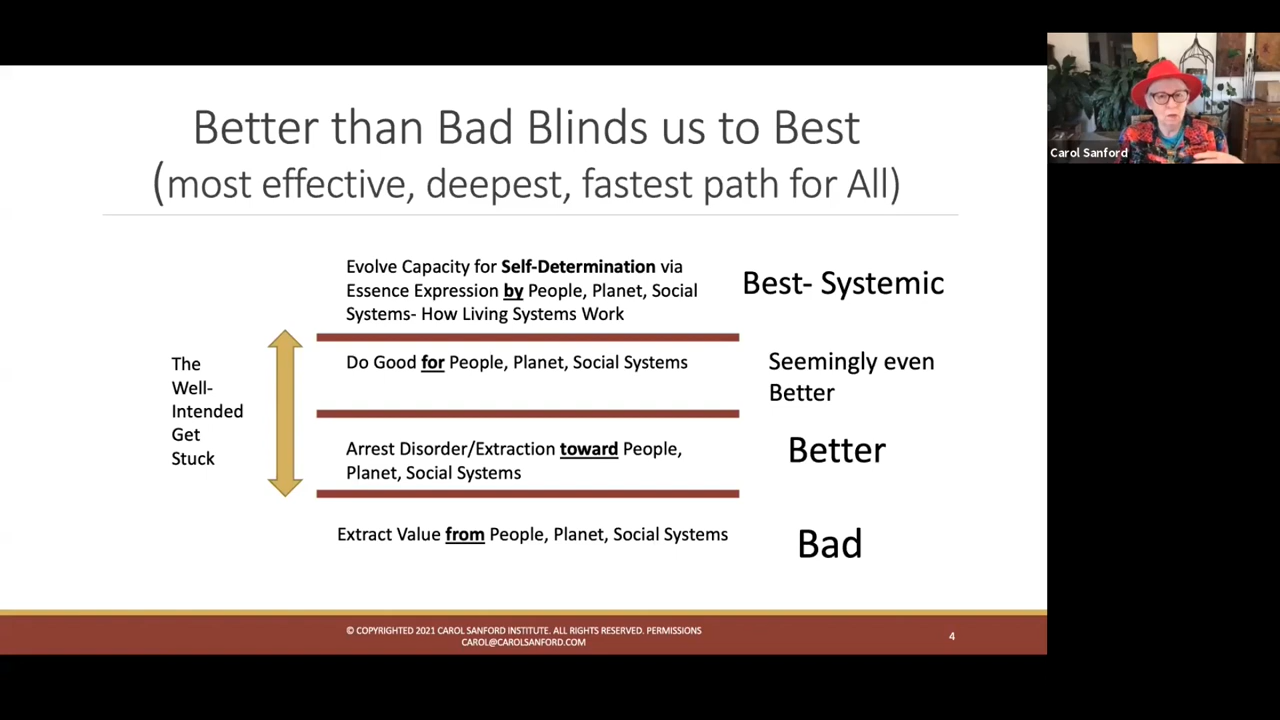 Better than Bad Blinds us to Best
(most effective, deepest, fastest path for All)
Carol Sanford
Evolve Capacity for Self-Determination via
Essence Expression by People, Planet, Social
Systems- How Living Systems Work
Best- Systemic
The
Well-
Intended
Get
Stuck
Do Good for People, Planet, Social Systems
Seemingly even
Better
Arrest Disorder/Extraction toward People,
Planet, Social Systems
Better
Extract Value from People, Planet, Social Systems
Bad
© COPYRIGHTED 2021 CAROL SANFORD INSTITUTE. ALL RIGHTS RESERVED. PERMISSIONS
CAROL@CAROLSANFORD.COM
4